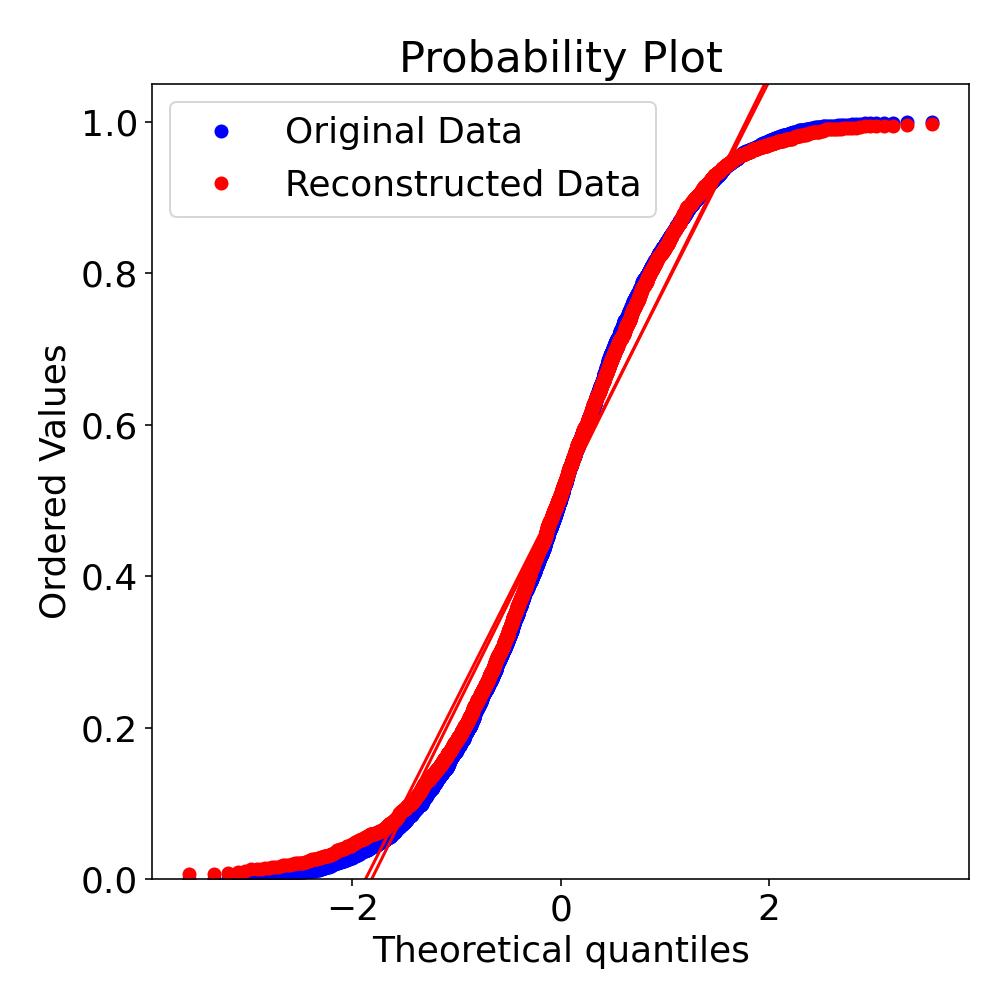 Probability Plot
Original Data
Reconstructed Data
1.0
0.8
0.6
0.4
0.2
0.0
Ordered Values
−2
0
2
Theoretical quantiles